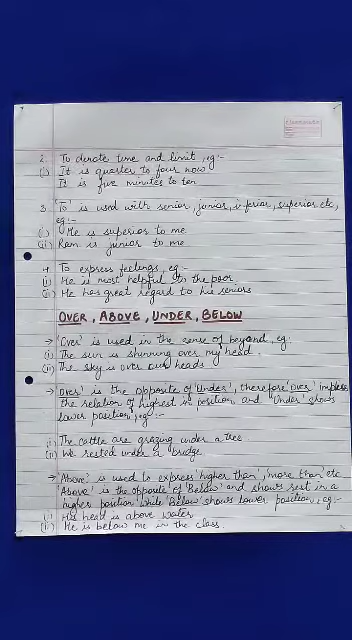 2. To denote time and limit, eg:-
(i) It is quarter to four now
It is five minutes to ten
3. 'To' is used with senior, junior, inferior, superior etc,
eg:-
(i) He is superior to me
(ii) Ram is junior to me
4. To express feelings, eg:-
(i) He is most helpful to the poor
(ii) He has great regard to his seniors
OVER, ABOVE, UNDER, BELOW
→ 'Over' is used in the sense of beyond, eg.
(i) The sun is shinning over my head.
(ii) The sky is over our heads
→ 'Over' is the opposite of 'Under', therefore 'Over' implies
the relation of highest in position and 'Under' shows
lower position, eg:-
(i) The cattle are grazing under a tree
(ii) We rested under a bridge
→ 'Above' is used to express 'higher than', 'more than' etc
'Above' is the opposite of 'Below' and shows rest in a
higher position while 'Below' shows lower position, eg:-
(i) His head is above water
(ii) He is below me in the class.